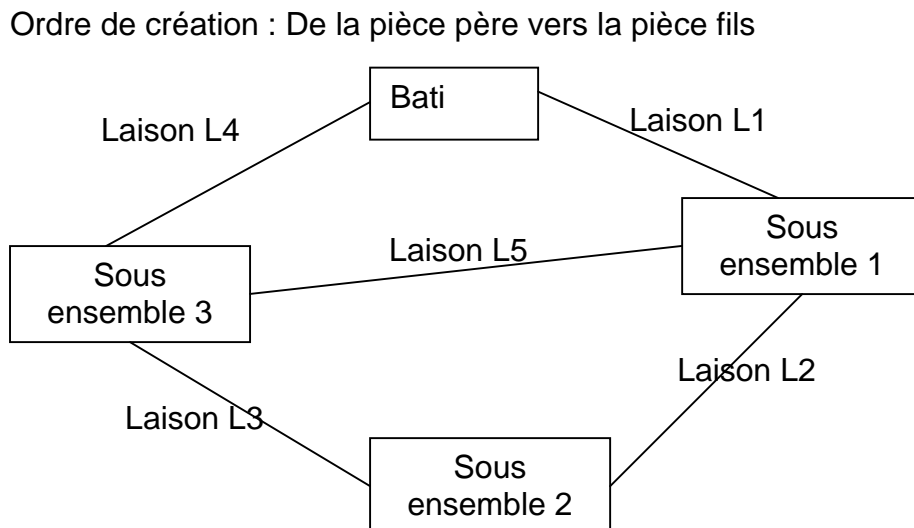 Ordre de création : De la pièce père vers la pièce fils
Bati
Laison L4
Laison L1
Sous
ensemble 1
Laison L5
Sous
ensemble 3
Laison L2
Laison L3
Sous
ensemble 2